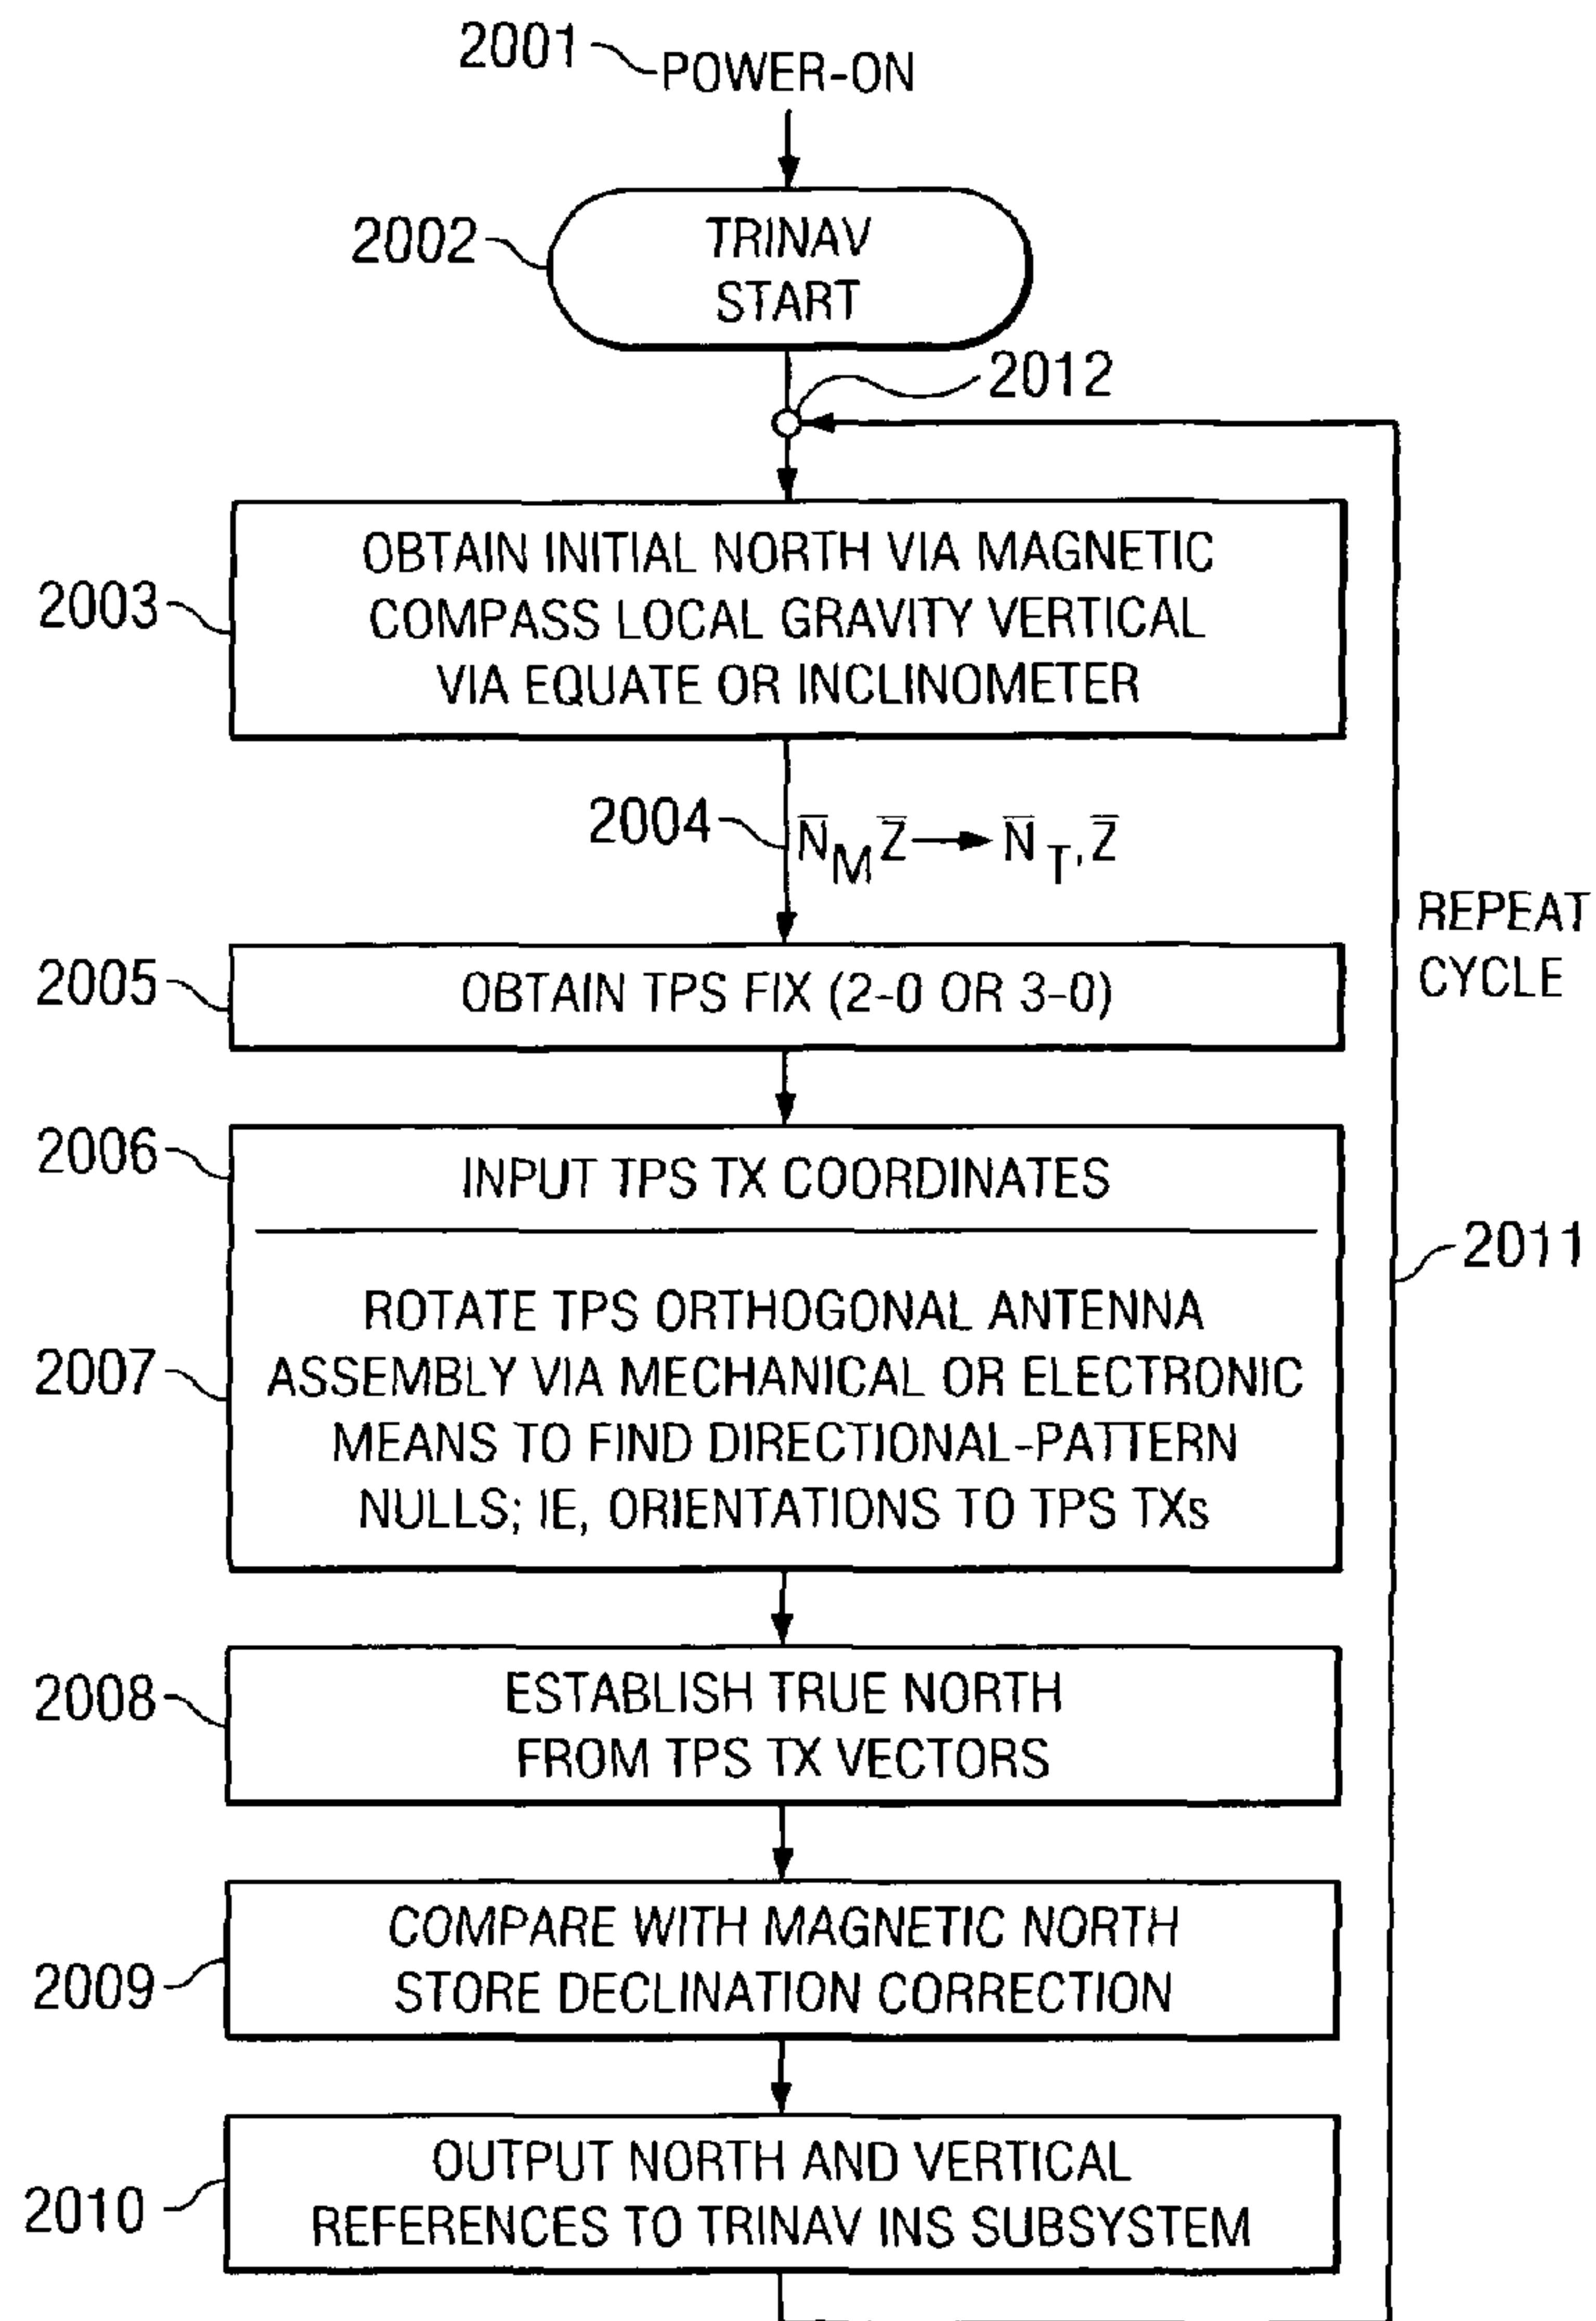 2001 POWER-ON
2002
TRINAV
START
2012
2003
OBTAIN INITIAL NORTH VIA MAGNETIC
COMPASS LOCAL GRAVITY VERTICAL
VIA EQUATE OR INCLINOMETER
2004
N̅_M Z̅ → N̅_T, Z̅
REPEAT
CYCLE
2005
OBTAIN TPS FIX (2-0 OR 3-0)
2006
INPUT TPS TX COORDINATES
2011
2007
ROTATE TPS ORTHOGONAL ANTENNA
ASSEMBLY VIA MECHANICAL OR ELECTRONIC
MEANS TO FIND DIRECTIONAL-PATTERN
NULLS; IE, ORIENTATIONS TO TPS TXs
2008
ESTABLISH TRUE NORTH
FROM TPS TX VECTORS
2009
COMPARE WITH MAGNETIC NORTH
STORE DECLINATION CORRECTION
2010
OUTPUT NORTH AND VERTICAL
REFERENCES TO TRINAV INS SUBSYSTEM